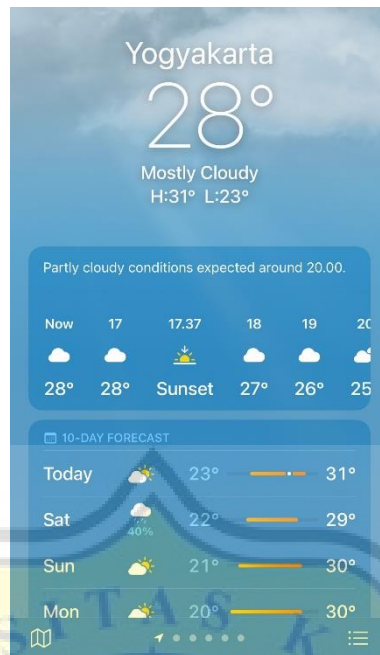 Yogyakarta
28°
Mostly Cloudy
H:31° L:23°
Partly cloudy conditions expected around 20.00.
Now 17 17.37 18 19 20
28° 28° Sunset 27° 26° 25
10-DAY FORECAST
Today 23° 31°
Sat 40% 22° 29°
Sun 21° 30°
Mon 20° 30°
S I T A S K